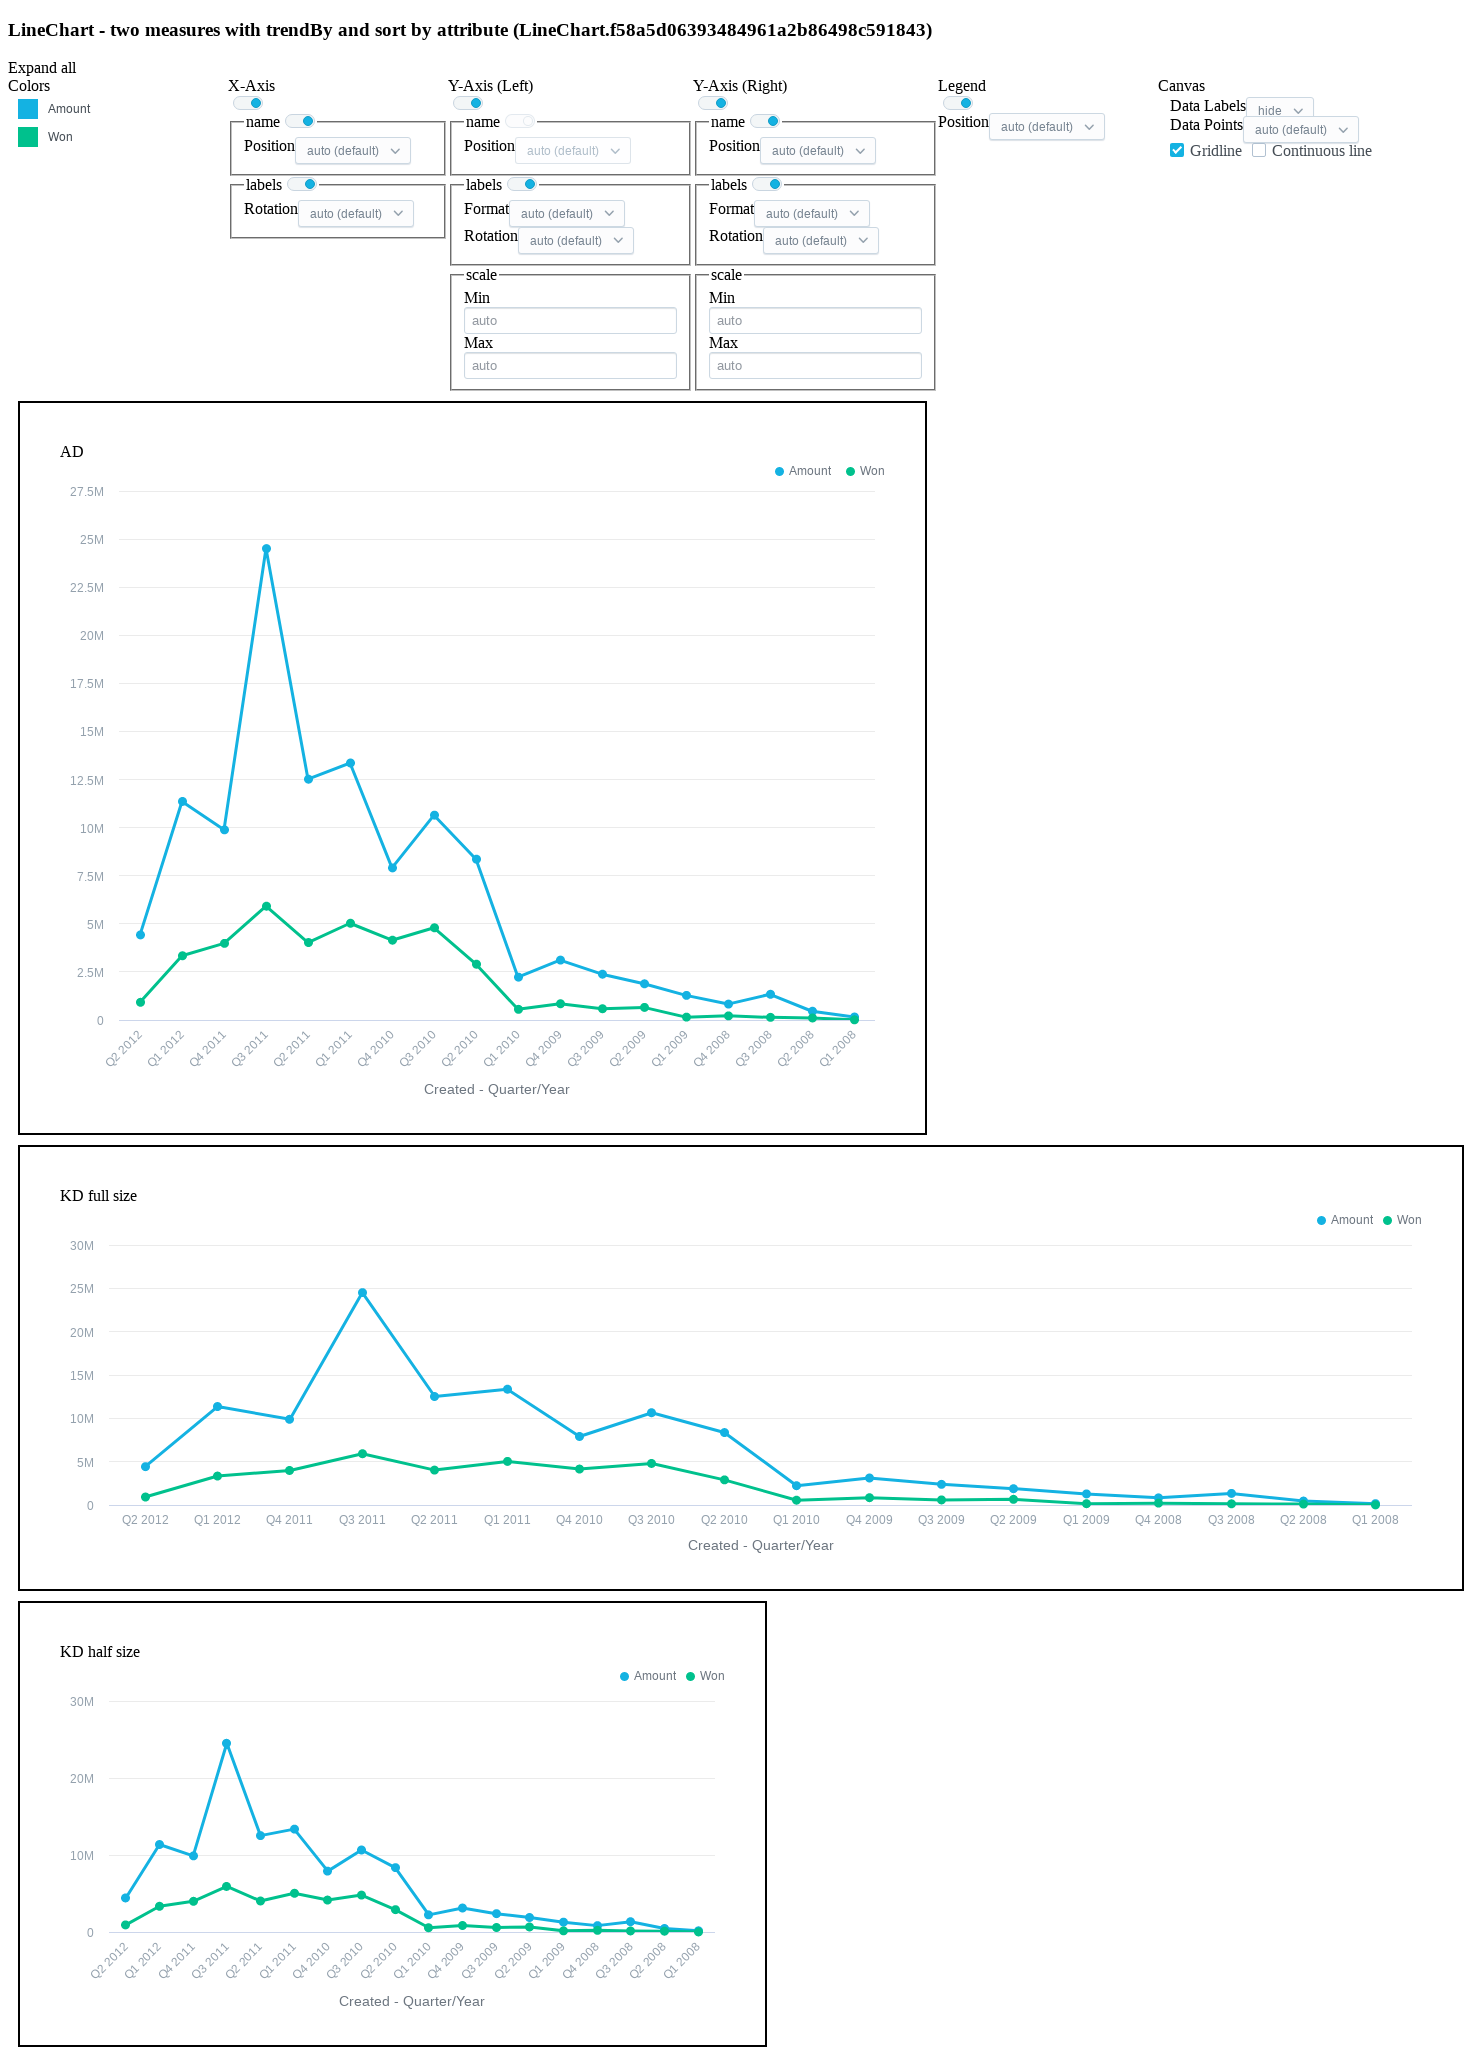 LineChart - two measures with trendBy and sort by attribute (LineChart.f58a5d06393484961a2b86498c591843)
Expand all
Colors
Amount
Won
X-Axis
name
Position auto (default)
labels
Rotation auto (default)
Y-Axis (Left)
name
Position auto (default)
labels
Format auto (default)
Rotation auto (default)
scale
Min
auto
Max
auto
Y-Axis (Right)
name
Position auto (default)
labels
Format auto (default)
Rotation auto (default)
scale
Min
auto
Max
auto
Legend
Position auto (default)
Canvas
Data Labels hide
Data Points auto (default)
Gridline Continuous line
AD
Amount Won
27.5M
25M
22.5M
20M
17.5M
15M
12.5M
10M
7.5M
5M
2.5M
0
Q2 2012 Q1 2012 Q4 2011 Q3 2011 Q2 2011 Q1 2011 Q4 2010 Q3 2010 Q2 2010 Q1 2010 Q4 2009 Q3 2009 Q2 2009 Q1 2009 Q4 2008 Q3 2008 Q2 2008 Q1 2008
Created - Quarter/Year
KD full size
Amount Won
30M
25M
20M
15M
10M
5M
0
Q2 2012 Q1 2012 Q4 2011 Q3 2011 Q2 2011 Q1 2011 Q4 2010 Q3 2010 Q2 2010 Q1 2010 Q4 2009 Q3 2009 Q2 2009 Q1 2009 Q4 2008 Q3 2008 Q2 2008 Q1 2008
Created - Quarter/Year
KD half size
Amount Won
30M
20M
10M
0
Q2 2012 Q1 2012 Q4 2011 Q3 2011 Q2 2011 Q1 2011 Q4 2010 Q3 2010 Q2 2010 Q1 2010 Q4 2009 Q3 2009 Q2 2009 Q1 2009 Q4 2008 Q3 2008 Q2 2008 Q1 2008
Created - Quarter/Year